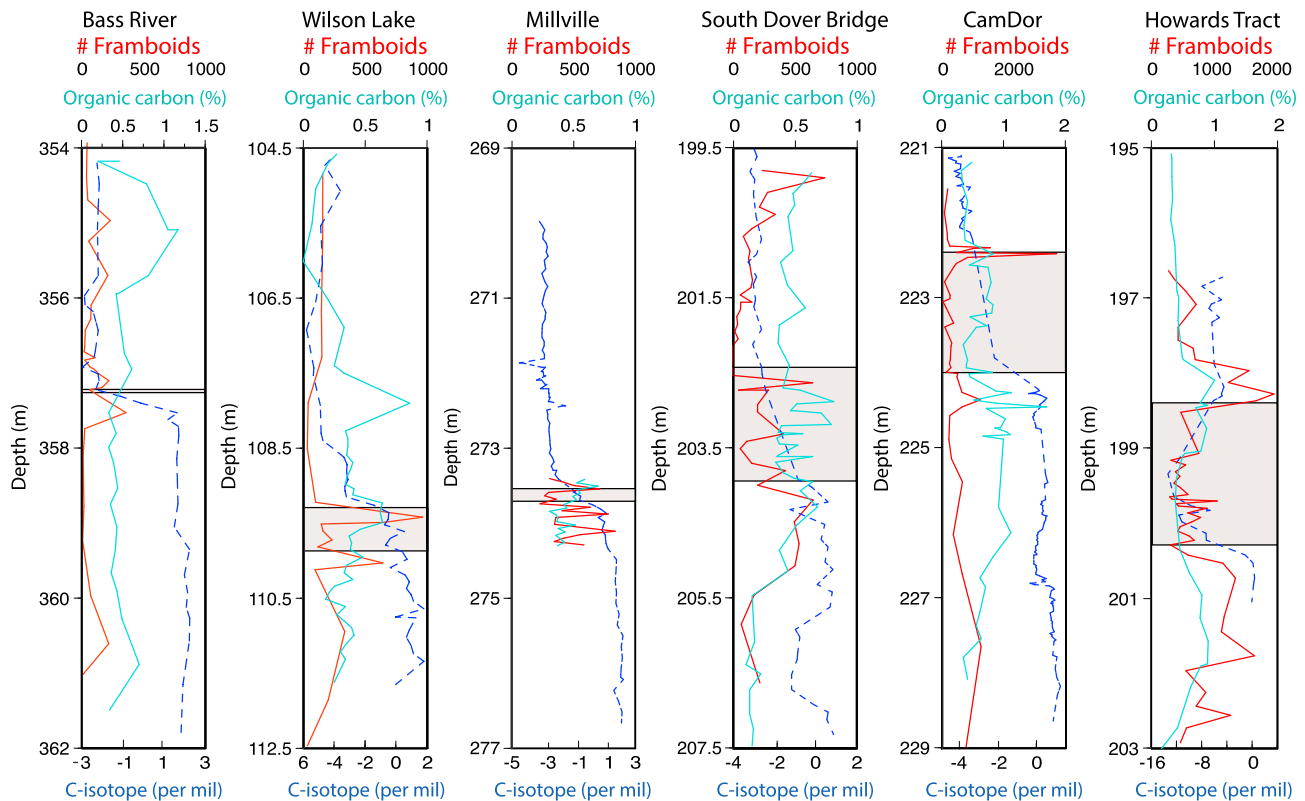 Bass River
# Framboids
0 500 1000
Organic carbon (%)
0 0.5 1 1.5
354
356
358
360
362
Depth (m)
-3 -1 1 3
C-isotope (per mil)
Wilson Lake
# Framboids
0 500 1000
Organic carbon (%)
0 0.5 1
104.5
106.5
108.5
110.5
112.5
Depth (m)
6 -4 -2 0 2
C-isotope (per mil)
Millville
# Framboids
0 500 1000
Organic carbon (%)
0 0.5 1
269
271
273
275
277
Depth (m)
-5 -3 -1 1 3
C-isotope (per mil)
South Dover Bridge
# Framboids
0 500 1000
Organic carbon (%)
0 0.5 1
199.5
201.5
203.5
205.5
207.5
Depth (m)
-4 -2 0 2
C-isotope (per mil)
CamDor
# Framboids
0 2000
Organic carbon (%)
0 1 2
221
223
225
227
229
Depth (m)
-4 -2 0
C-isotope (per mil)
Howards Tract
# Framboids
0 1000 2000
Organic carbon (%)
0 1 2
195
197
199
201
203
Depth (m)
-16 -8 0
C-isotope (per mil)